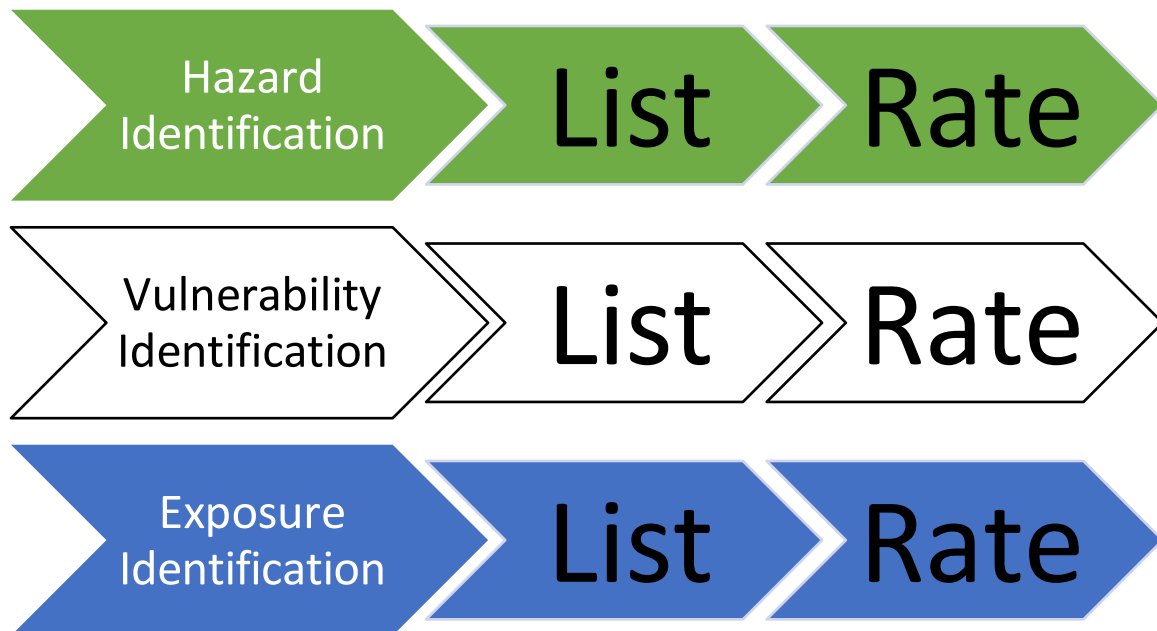 Hazard
Identification
List
Rate
Vulnerability
Identification
List
Rate
Exposure
Identification
List
Rate